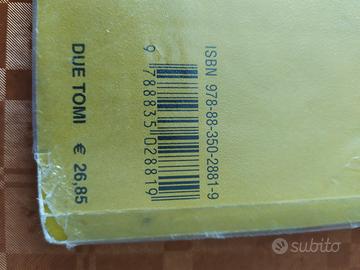 ISBN 978-88-350-2881-9
9 788835 028819
DUE TOMI € 26,85
subito